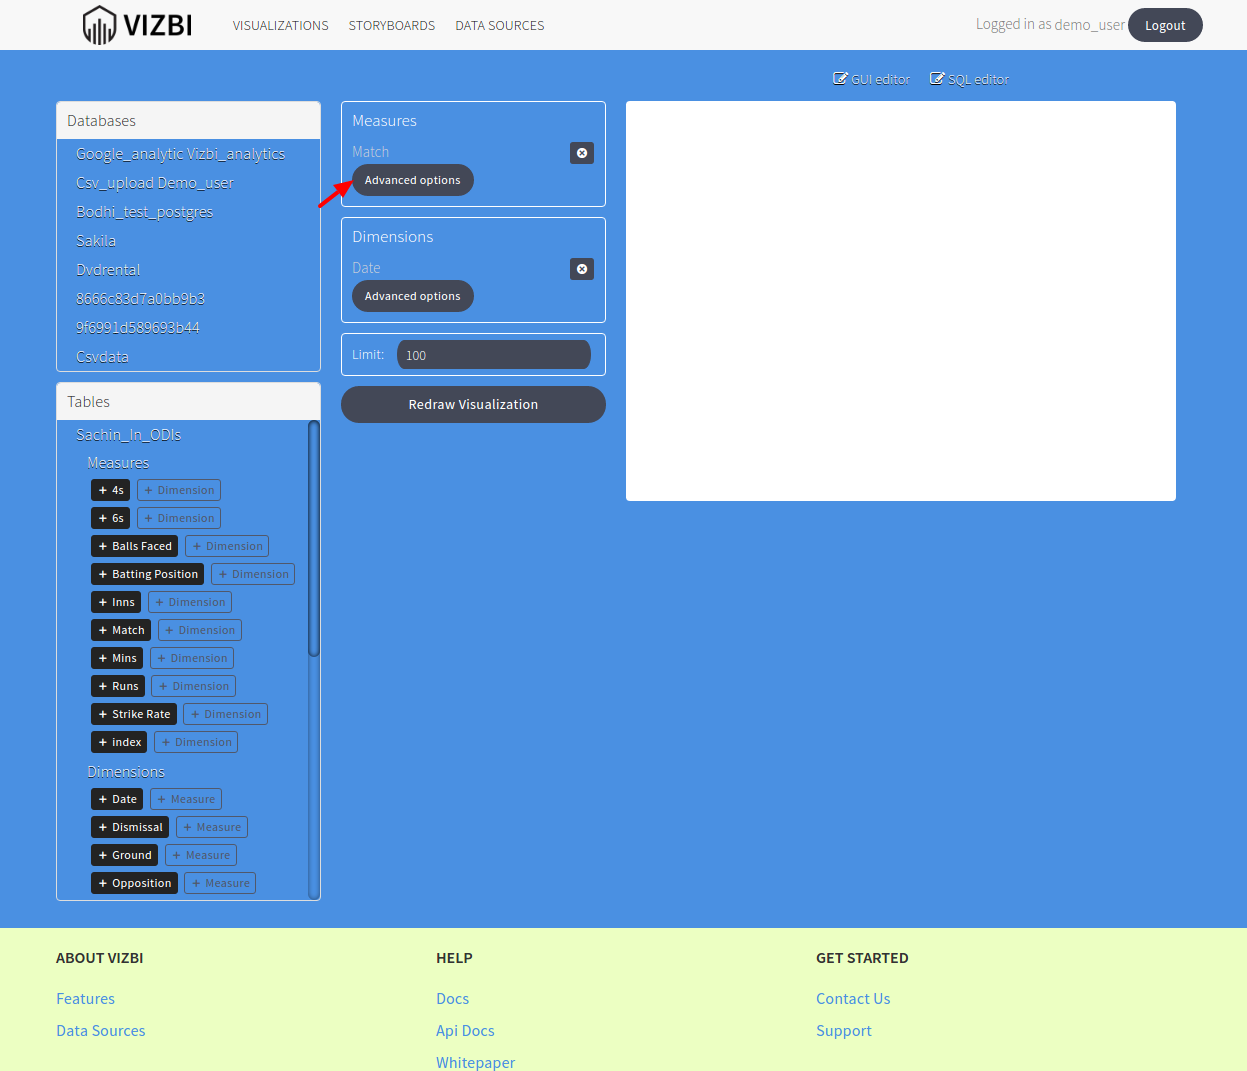 VIZBI
VISUALIZATIONS STORYBOARDS DATA SOURCES
Logged in as demo_user Logout
GUI editor SQL editor
Databases
Google_analytic Vizbi_analytics
Csv_upload Demo_user
Bodhi_test_postgres
Sakila
Dvdrental
8666c83d7a0bb9b3
9f6991d589693b44
Csvdata
Tables
Sachin_In_ODIs
Measures
+ 4s + Dimension
+ 6s + Dimension
+ Balls Faced + Dimension
+ Batting Position + Dimension
+ Inns + Dimension
+ Match + Dimension
+ Mins + Dimension
+ Runs + Dimension
+ Strike Rate + Dimension
+ index + Dimension
Dimensions
+ Date + Measure
+ Dismissal + Measure
+ Ground + Measure
+ Opposition + Measure
Measures
Match
Advanced options
Dimensions
Date
Advanced options
Limit: 100
Redraw Visualization
ABOUT VIZBI
Features
Data Sources
HELP
Docs
Api Docs
Whitepaper
GET STARTED
Contact Us
Support